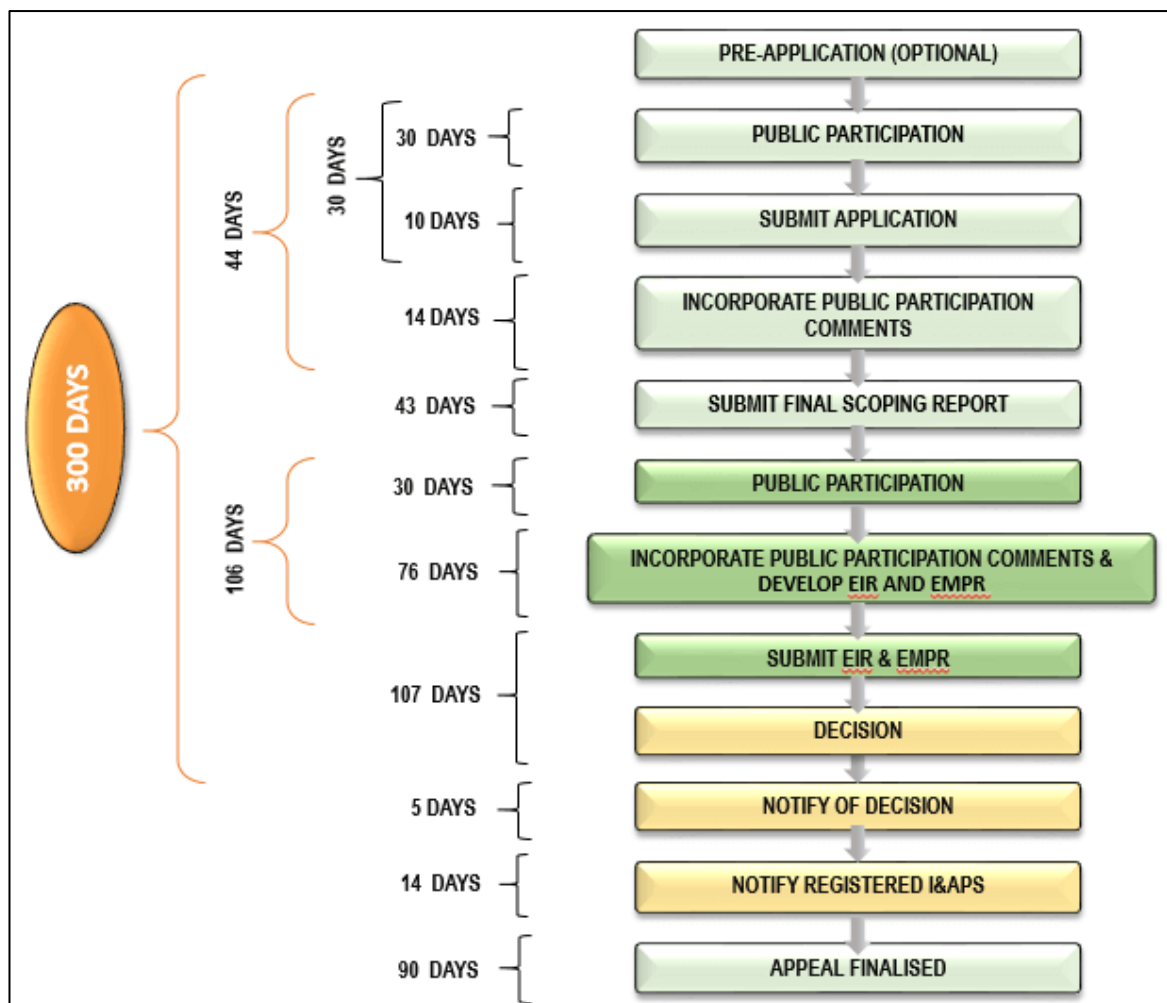 PRE-APPLICATION (OPTIONAL)
30 DAYS
PUBLIC PARTICIPATION
30 DAYS
44 DAYS
10 DAYS
SUBMIT APPLICATION
14 DAYS
INCORPORATE PUBLIC PARTICIPATION
COMMENTS
300 DAYS
43 DAYS
SUBMIT FINAL SCOPING REPORT
30 DAYS
PUBLIC PARTICIPATION
106 DAYS
76 DAYS
INCORPORATE PUBLIC PARTICIPATION COMMENTS &
DEVELOP EIR AND EMPR
107 DAYS
SUBMIT EIR & EMPR
DECISION
5 DAYS
NOTIFY OF DECISION
14 DAYS
NOTIFY REGISTERED I&APS
90 DAYS
APPEAL FINALISED